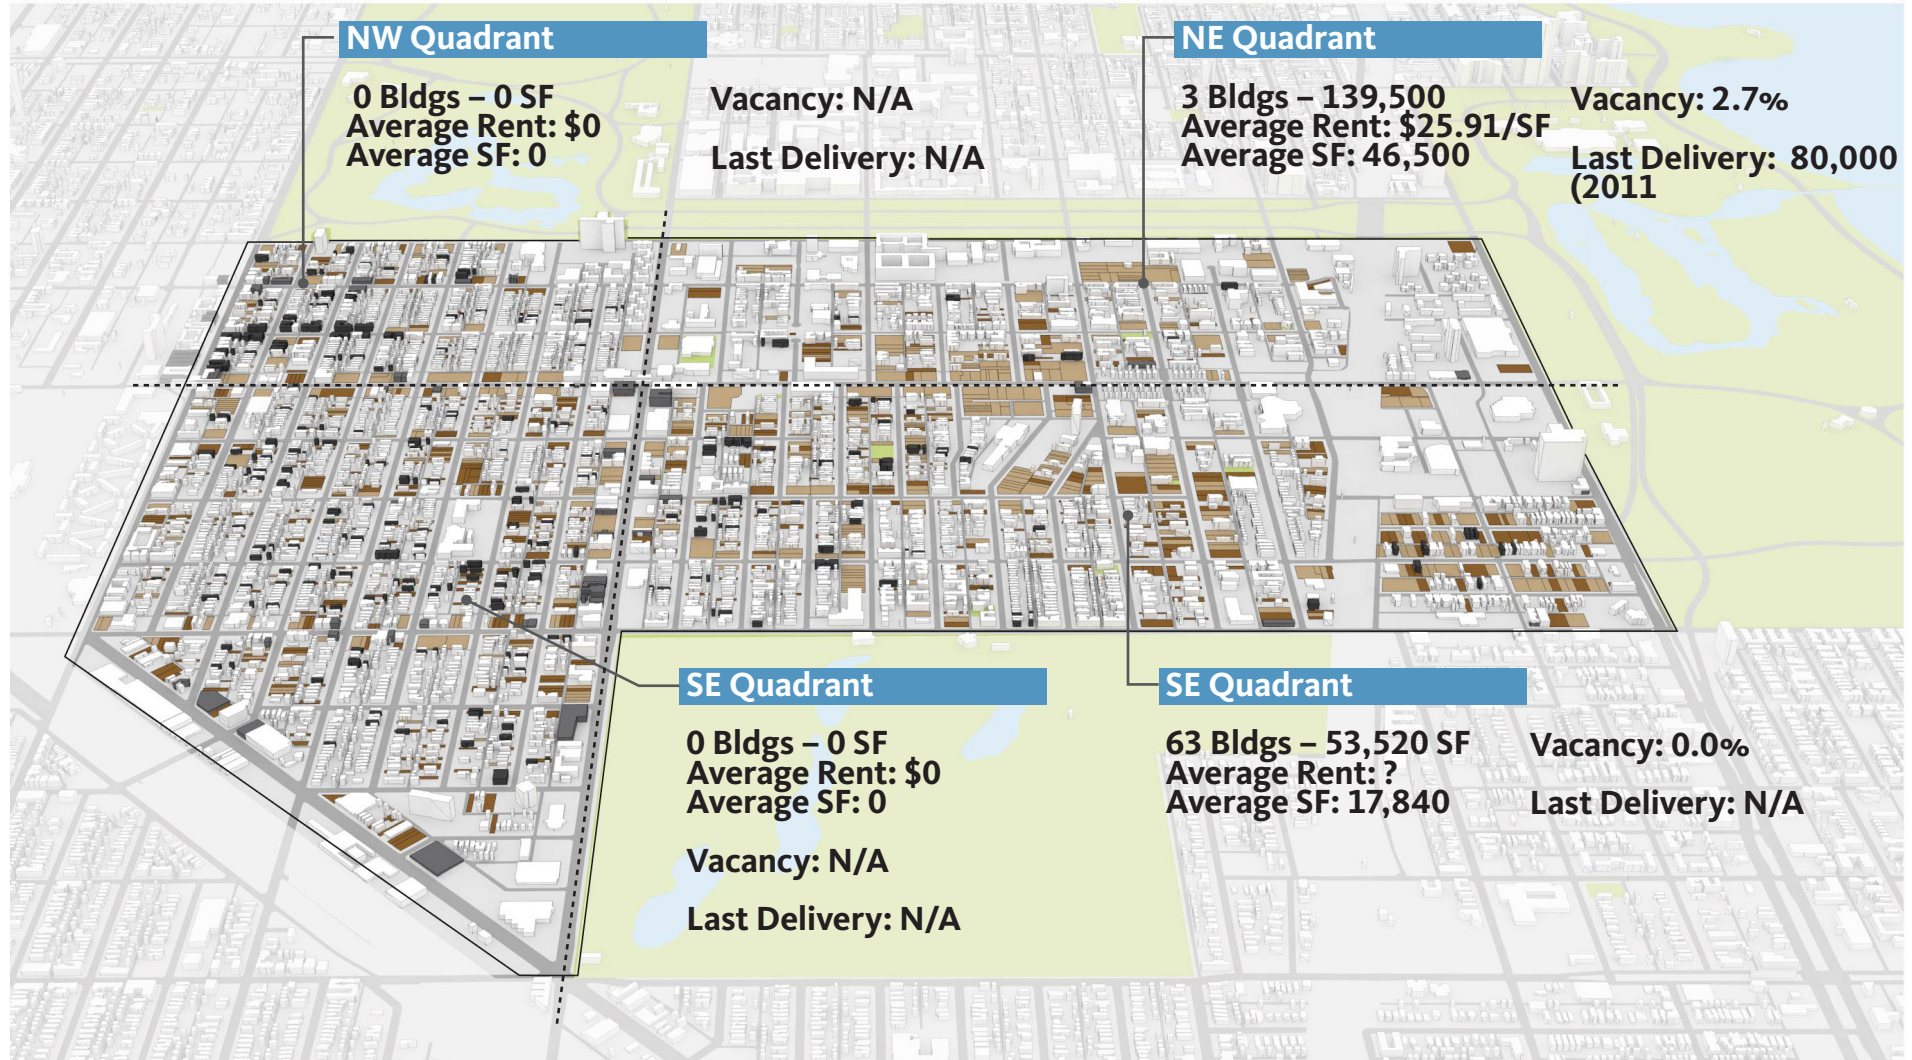 NW Quadrant
0 Bldgs – 0 SF
Average Rent: $0
Average SF: 0
Vacancy: N/A
Last Delivery: N/A
NE Quadrant
3 Bldgs – 139,500
Average Rent: $25.91/SF
Average SF: 46,500
Vacancy: 2.7%
Last Delivery: 80,000
(2011
SE Quadrant
0 Bldgs – 0 SF
Average Rent: $0
Average SF: 0
Vacancy: N/A
Last Delivery: N/A
SE Quadrant
63 Bldgs – 53,520 SF
Average Rent: ?
Average SF: 17,840
Vacancy: 0.0%
Last Delivery: N/A